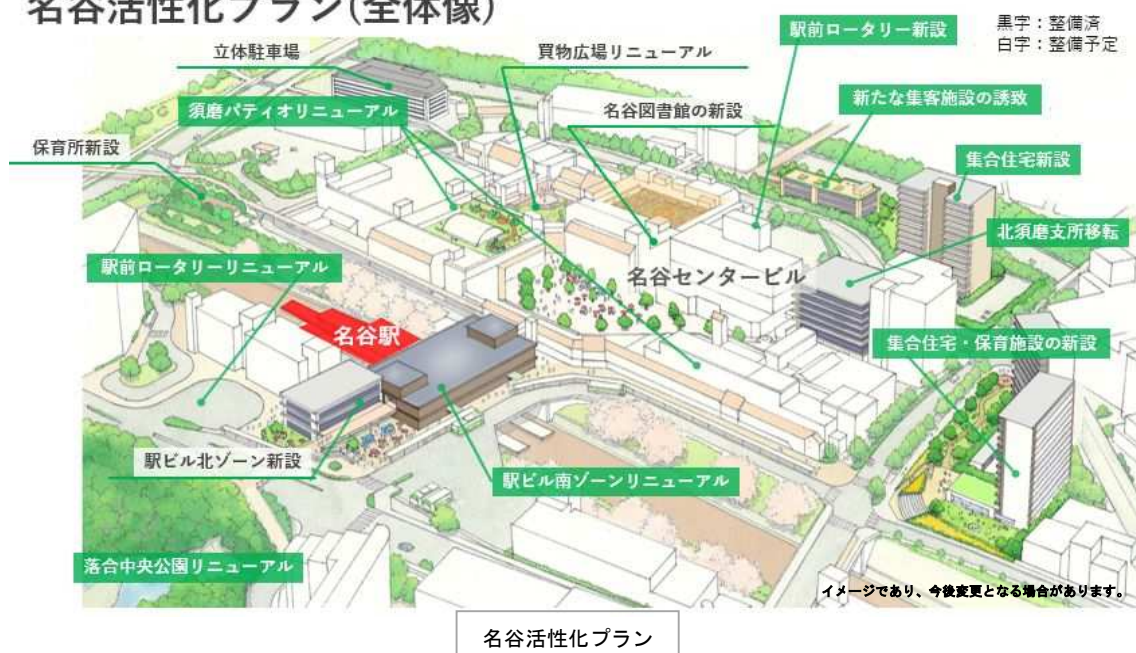 名谷活性化プラン(全体像)
黒字：整備済
白字：整備予定
駅前ロータリー新設
立体駐車場
買物広場リニューアル
新たな集客施設の誘致
須磨パティオリニューアル
名谷図書館の新設
保育所新設
集合住宅新設
北須磨支所移転
駅前ロータリーリニューアル
名谷センタービル
名谷駅
集合住宅・保育施設の新設
駅ビル北ゾーン新設
駅ビル南ゾーンリニューアル
落合中央公園リニューアル
イメージであり、今後変更となる場合があります。
名谷活性化プラン